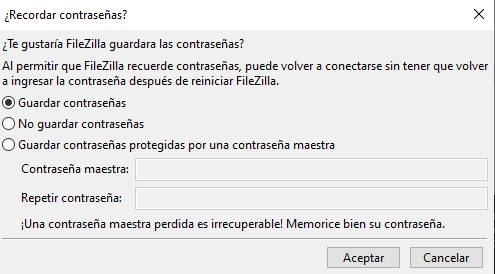 ¿Recordar contraseñas?
¿Te gustaría FileZilla guardara las contraseñas?
Al permitir que FileZilla recuerde contraseñas, puede volver a conectarse sin tener que volver
a ingresar la contraseña después de reiniciar FileZilla.
Guardar contraseñas
No guardar contraseñas
Guardar contraseñas protegidas por una contraseña maestra
Contraseña maestra:
Repetir contraseña:
¡Una contraseña maestra perdida es irrecuperable! Memorice bien su contraseña.
Aceptar
Cancelar